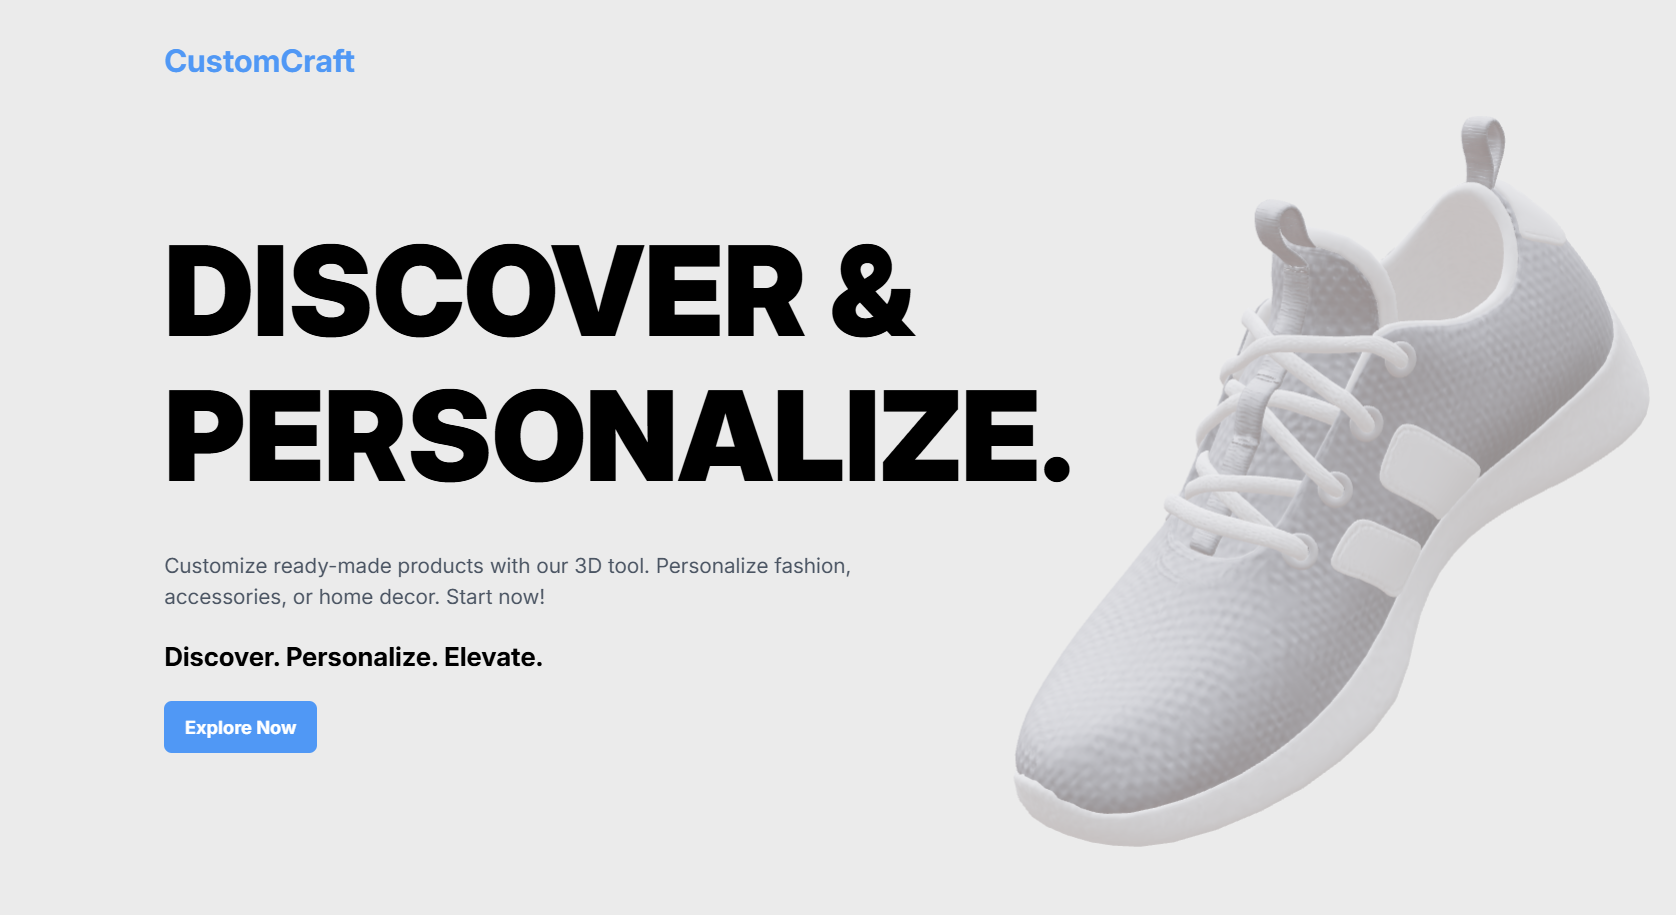 CustomCraft
DISCOVER &
PERSONALIZE.
Customize ready-made products with our 3D tool. Personalize fashion,
accessories, or home decor. Start now!
Discover. Personalize. Elevate.
Explore Now